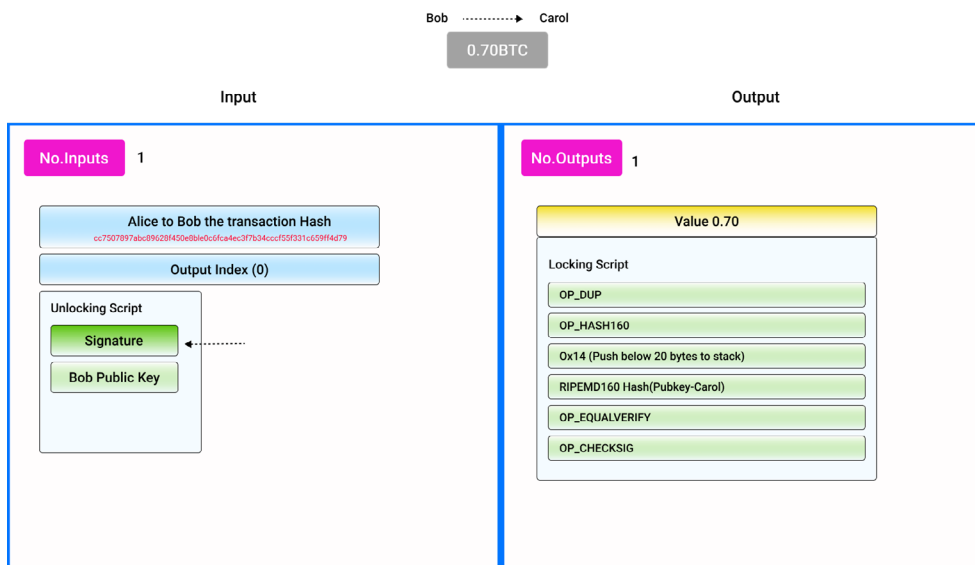 Bob Carol
0.70BTC
Input
Output
No.Inputs 1
No.Outputs 1
Alice to Bob the transaction Hash
cc7507897abc89628f450e8ble0c6fca4ec3f7b34cccf55f331c659ff4d79
Output Index (0)
Unlocking Script
Signature
Bob Public Key
Value 0.70
Locking Script
OP_DUP
OP_HASH160
Ox14 (Push below 20 bytes to stack)
RIPEMD160 Hash(Pubkey-Carol)
OP_EQUALVERIFY
OP_CHECKSIG